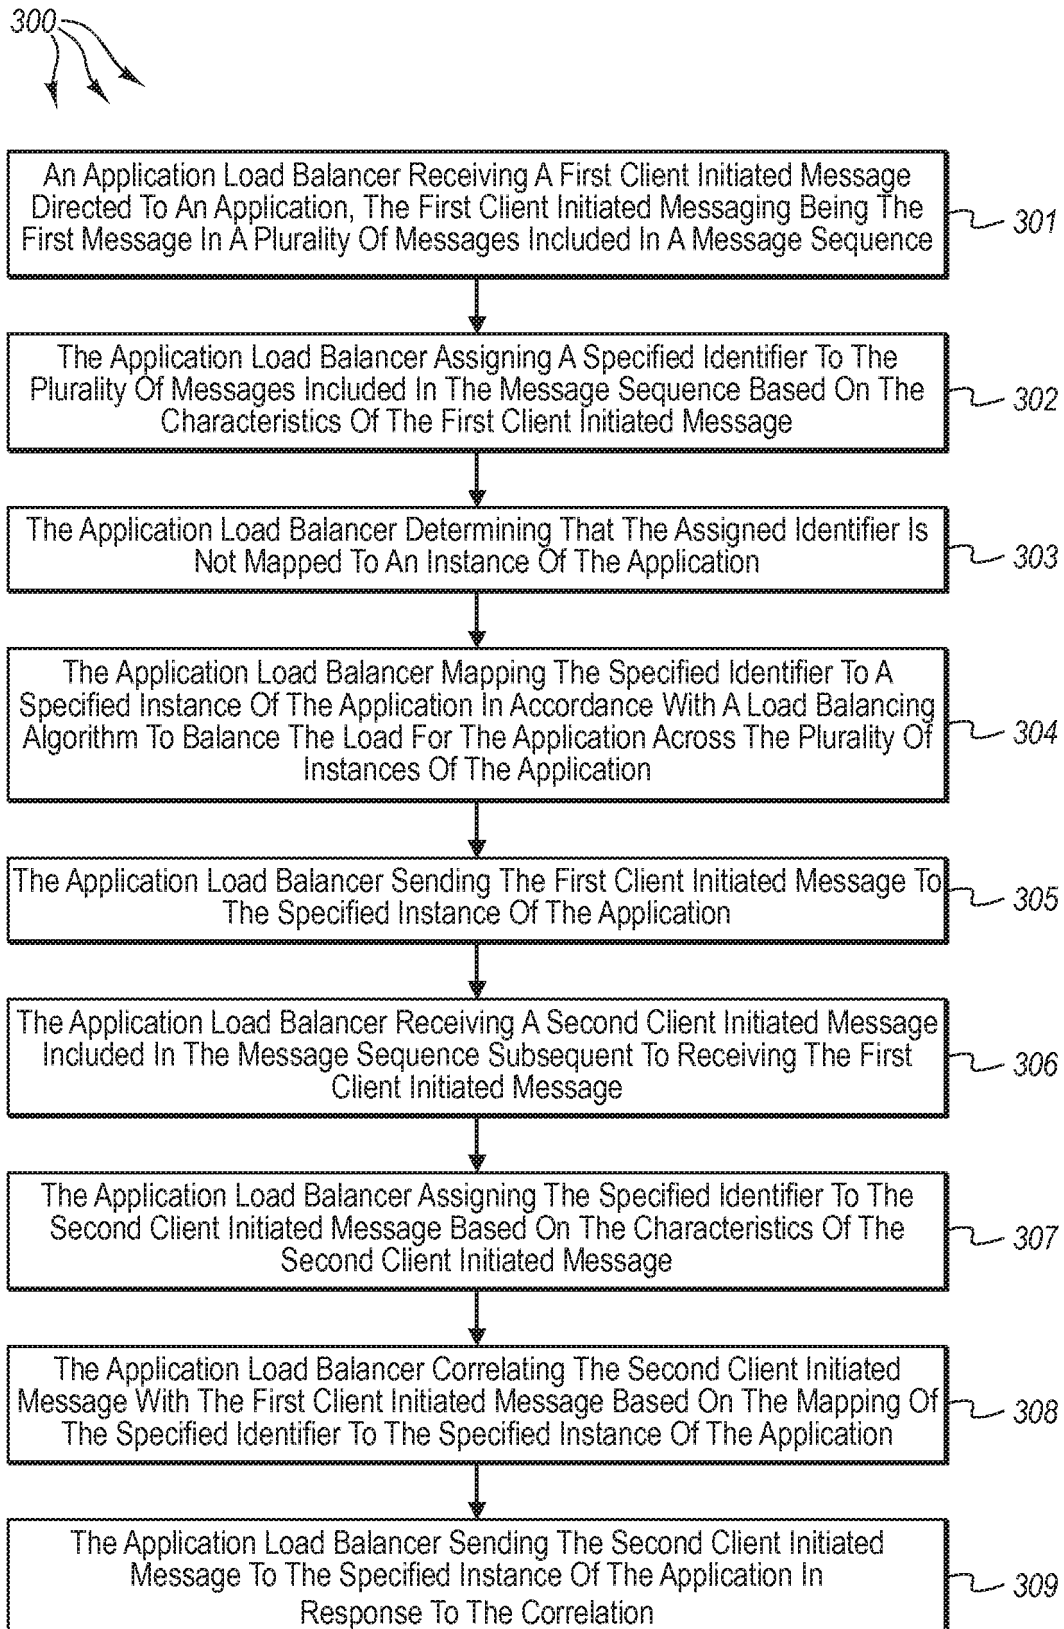 300
An Application Load Balancer Receiving A First Client Initiated Message
Directed To An Application, The First Client Initiated Messaging Being The
First Message In A Plurality Of Messages Included In A Message Sequence
301
The Application Load Balancer Assigning A Specified Identifier To The
Plurality Of Messages Included In The Message Sequence Based On The
Characteristics Of The First Client Initiated Message
302
The Application Load Balancer Determining That The Assigned Identifier Is
Not Mapped To An Instance Of The Application
303
The Application Load Balancer Mapping The Specified Identifier To A
Specified Instance Of The Application In Accordance With A Load Balancing
Algorithm To Balance The Load For The Application Across The Plurality Of
Instances Of The Application
304
The Application Load Balancer Sending The First Client Initiated Message To
The Specified Instance Of The Application
305
The Application Load Balancer Receiving A Second Client Initiated Message
Included In The Message Sequence Subsequent To Receiving The First
Client Initiated Message
306
The Application Load Balancer Assigning The Specified Identifier To The
Second Client Initiated Message Based On The Characteristics Of The
Second Client Initiated Message
307
The Application Load Balancer Correlating The Second Client Initiated
Message With The First Client Initiated Message Based On The Mapping Of
The Specified Identifier To The Specified Instance Of The Application
308
The Application Load Balancer Sending The Second Client Initiated
Message To The Specified Instance Of The Application In
Response To The Correlation
309